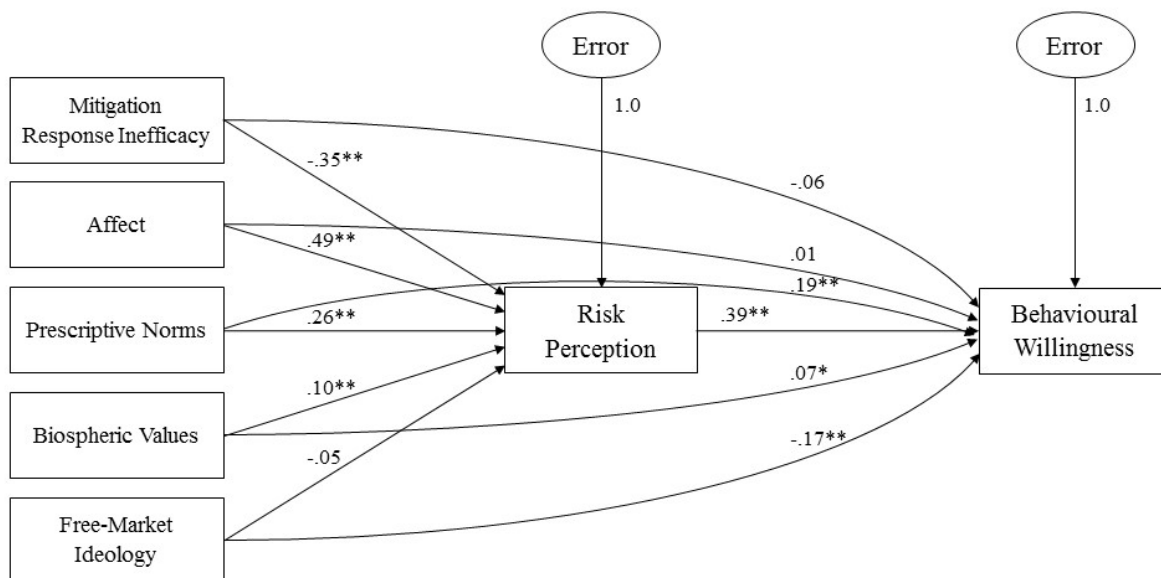 Error
Error
1.0
1.0
Mitigation
Response Inefficacy
-.35**
-.06
Affect
.49**
.01
.19**
Prescriptive Norms
.26**
Risk
Perception
.39**
Behavioural
Willingness
.10**
.07*
Biospheric Values
-.17**
-.05
Free-Market
Ideology